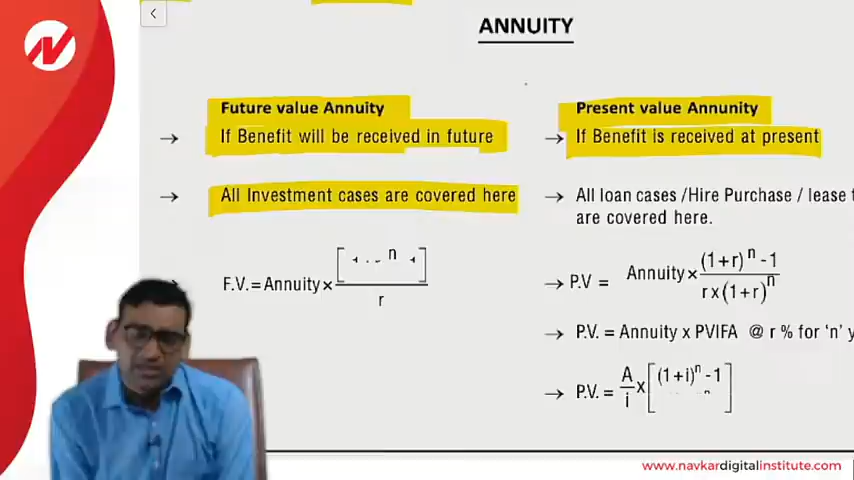 ANNUITY
Future value Annuity
→ If Benefit will be received in future
→ All Investment cases are covered here
F.V.=Annuity×[ n ]
r
Present value Annunity
→ If Benefit is received at present
→ All loan cases /Hire Purchase / lease
are covered here.
→ P.V = Annuity× (1+r)^n -1
r x (1+r)^n
→ P.V. = Annuity x PVIFA @ r % for 'n'
→ P.V. = A/i x [(1+i)^n -1]
www.navkardigitalinstitute.com